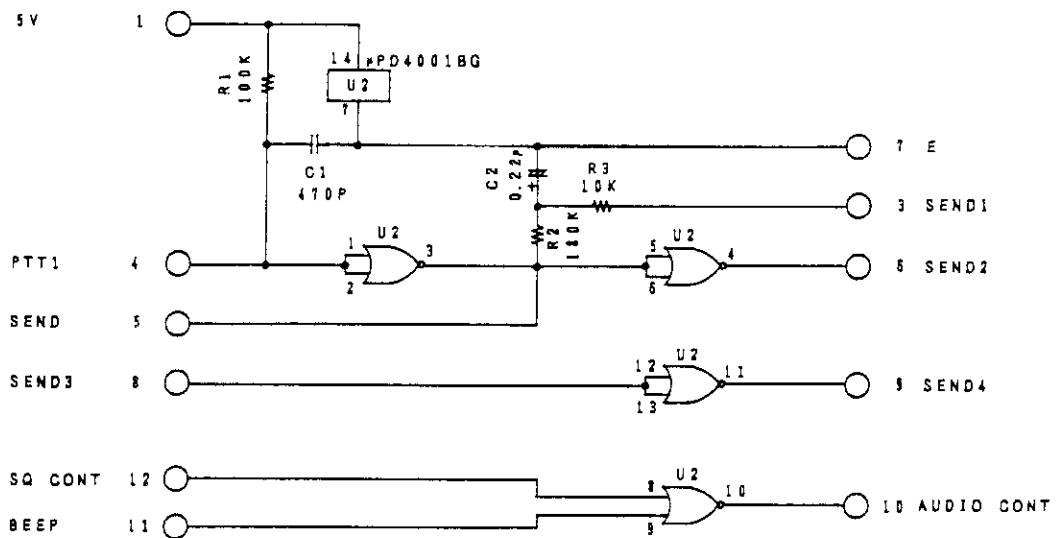 5V 1
14 μPD4001BG
U2
7
R1
100K
C1
470P
C2
0.22μ
R3
10K
7 E
3 SEND1
R2
180K
PTT1 4
1 U2 3
2
5 U2 4
6
6 SEND2
SEND 5
SEND3 8
12 U2 11
13
9 SEND4
SQ CONT 12
8 U2 10
9
10 AUDIO CONT
BEEP 11